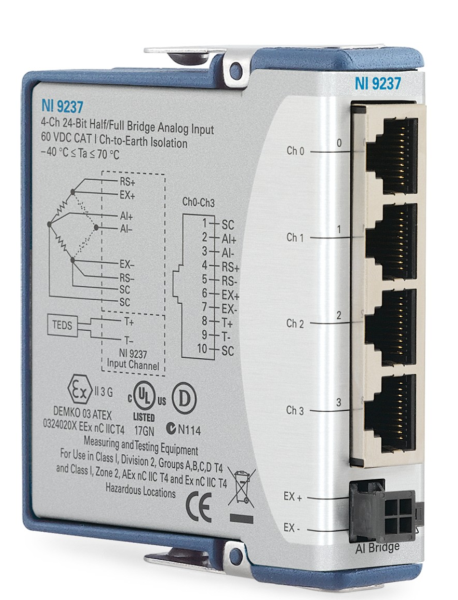 NI 9237
4-Ch 24-Bit Half/Full Bridge Analog Input
60 VDC CAT I Ch-to-Earth Isolation
−40 °C ≤ Ta ≤ 70 °C
RS+
EX+
AI+
AI−
EX−
RS−
SC
SC
TEDS
T+
T−
NI 9237
Input Channel
Ch0-Ch3
1 SC
2 AI+
3 AI-
4 RS+
5 RS-
6 EX+
7 EX-
8 T+
9 T-
10 SC
Ex II 3 G
DEMKO 03 ATEX
0324020X EEx nC IICT4
C UL US
LISTED
17GN
D
N114
Measuring and Testing Equipment
For Use in Class I, Division 2, Groups A,B,C,D T4
and Class I, Zone 2, AEx nC IIC T4 and Ex nC IIC T4
Hazardous Locations
CE
NI 9237
Ch 0
0
Ch 1
1
Ch 2
2
Ch 3
3
EX +
EX -
AI Bridge